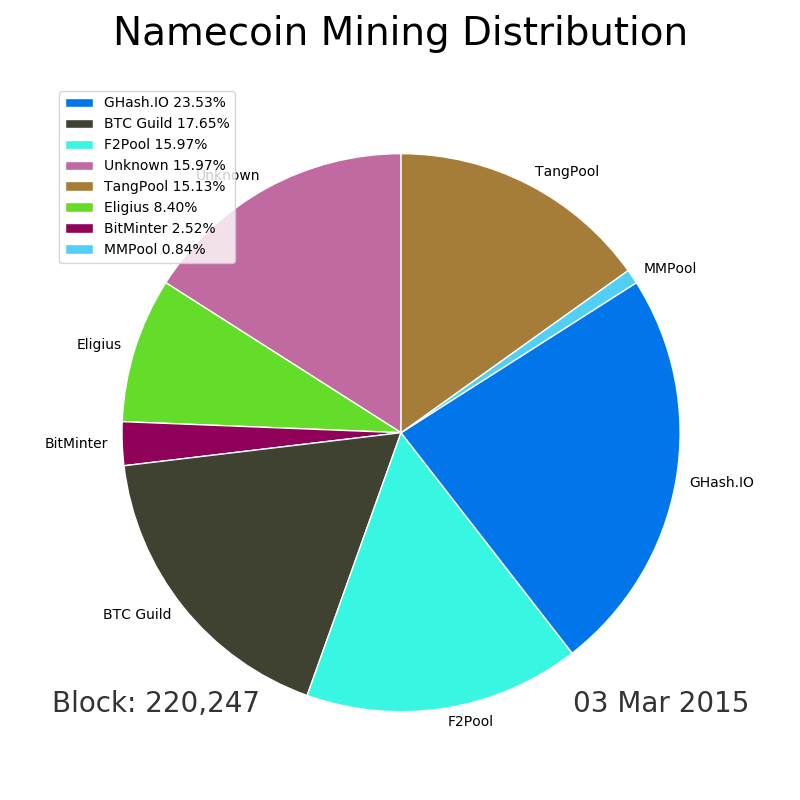 Namecoin Mining Distribution
GHash.IO 23.53%
BTC Guild 17.65%
F2Pool 15.97%
Unknown 15.97%
TangPool 15.13%
Eligius 8.40%
BitMinter 2.52%
MMPool 0.84%
Unknown
TangPool
MMPool
Eligius
BitMinter
GHash.IO
BTC Guild
F2Pool
Block: 220,247
03 Mar 2015